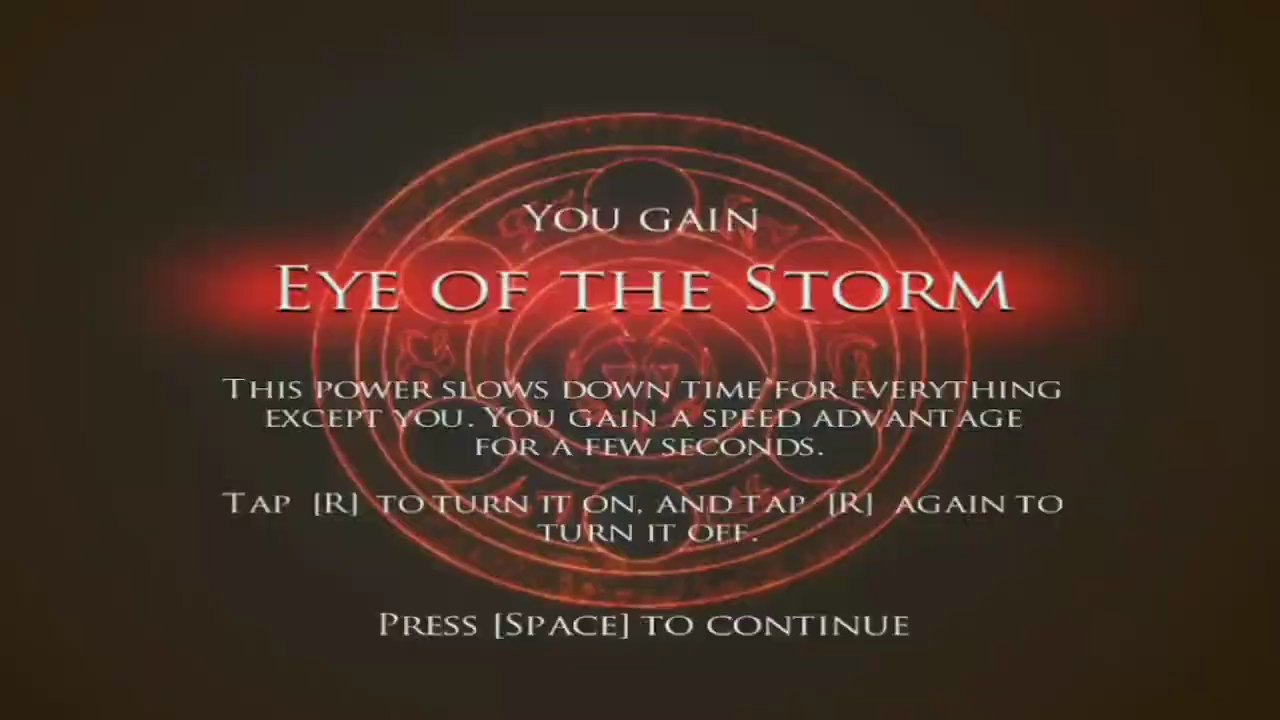 You gain
Eye of the Storm
This power slows down time for everything
except you. You gain a speed advantage
for a few seconds.
Tap [R] to turn it on, and tap [R] again to
turn it off.
Press [Space] to continue